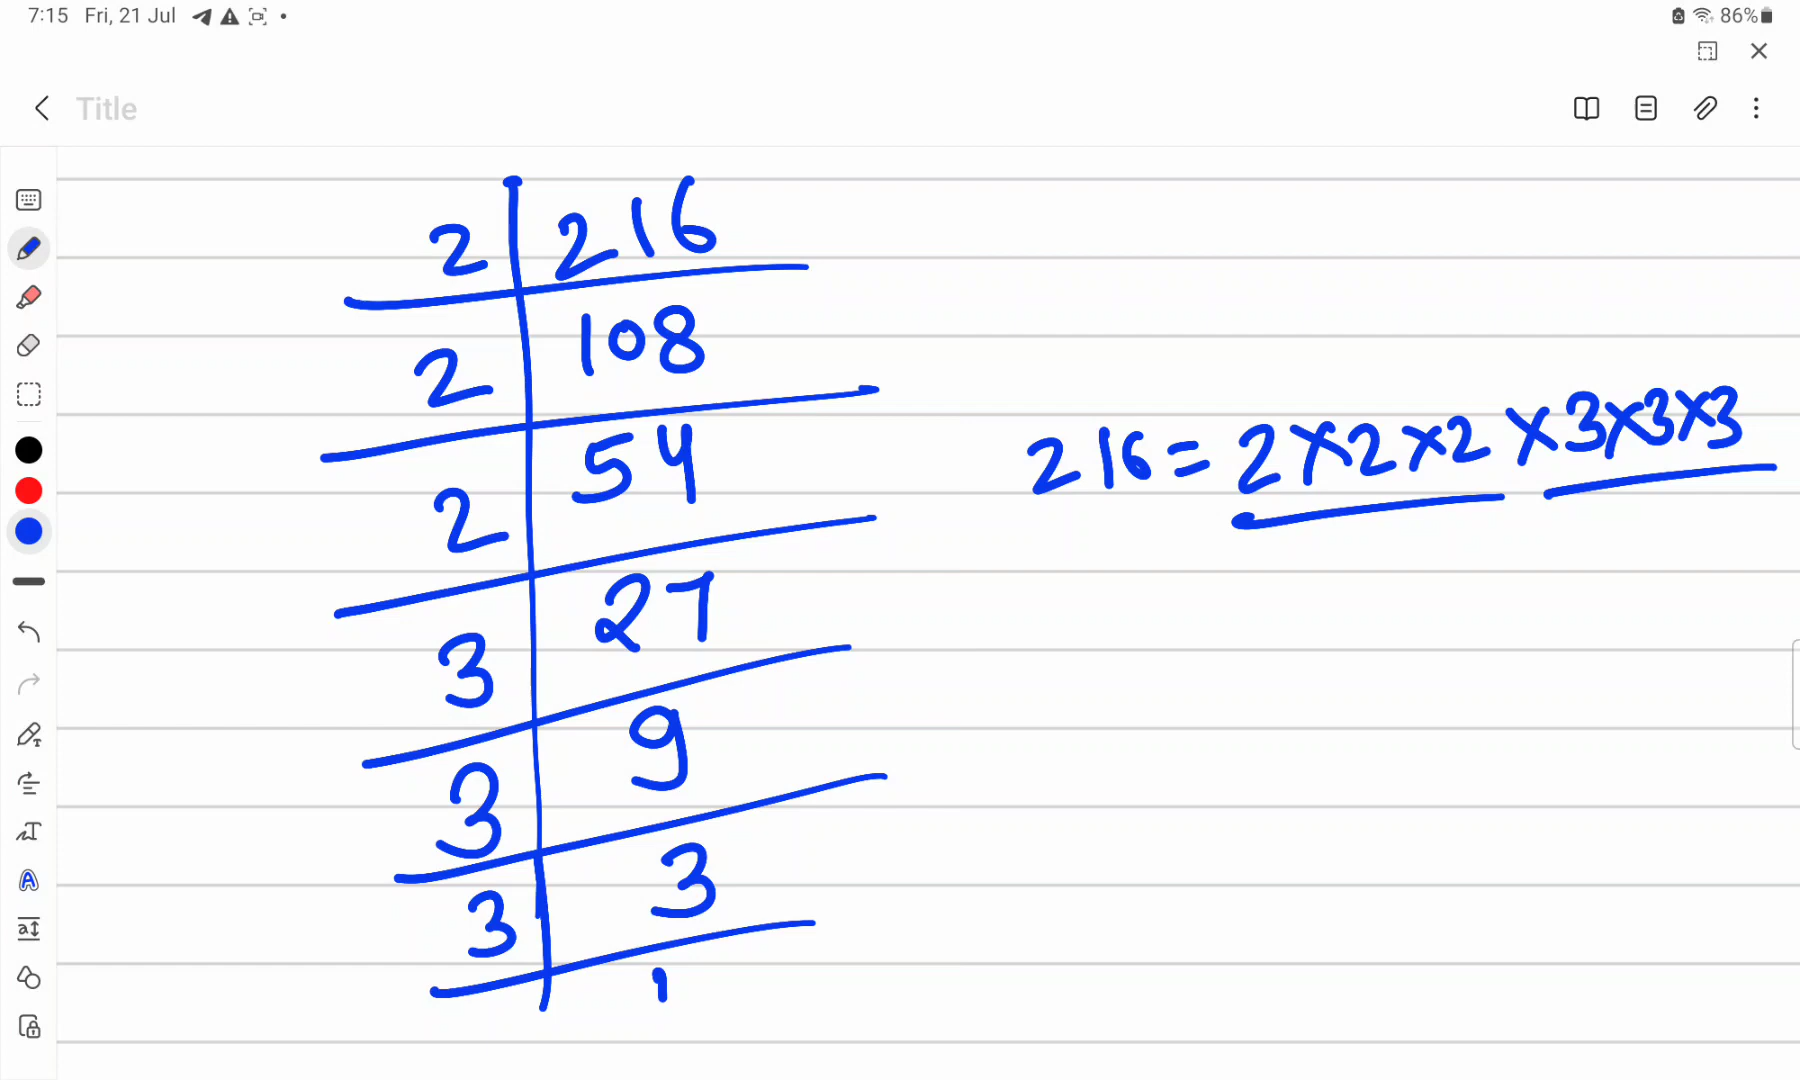 7:15 Fri, 21 Jul 86%
Title
2 216
2 108
2 54
3 27
3 9
3 3
1
216 = 2×2×2 ×3×3×3